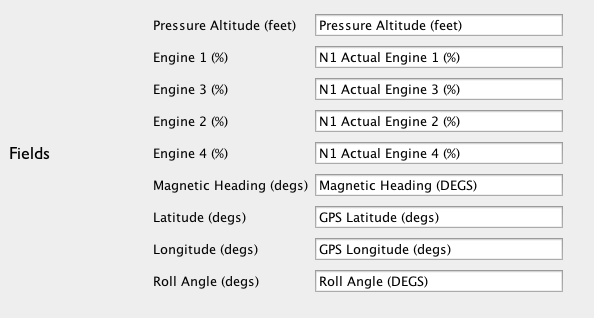 Pressure Altitude (feet) Pressure Altitude (feet)
Engine 1 (%) N1 Actual Engine 1 (%)
Engine 3 (%) N1 Actual Engine 3 (%)
Engine 2 (%) N1 Actual Engine 2 (%)
Fields Engine 4 (%) N1 Actual Engine 4 (%)
Magnetic Heading (degs) Magnetic Heading (DEGS)
Latitude (degs) GPS Latitude (degs)
Longitude (degs) GPS Longitude (degs)
Roll Angle (degs) Roll Angle (DEGS)